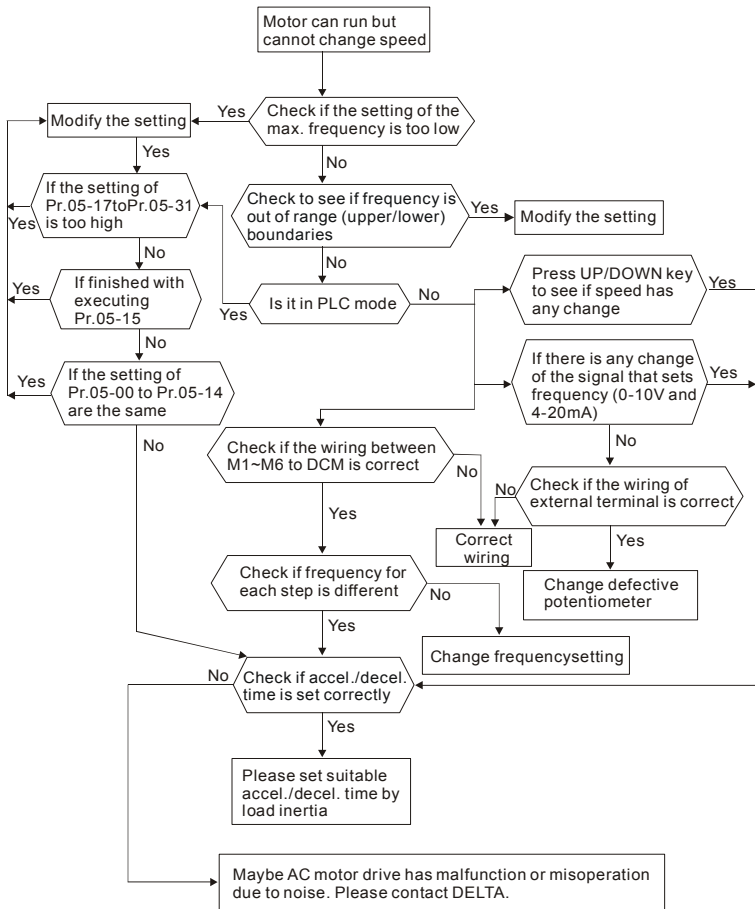 Motor can run but
cannot change speed
Yes
Check if the setting of the
max. frequency is too low
Modify the setting
Yes
No
If the setting of
Pr.05-17toPr.05-31
is too high
Yes
Check to see if frequency is
out of range (upper/lower)
boundaries
Yes
Modify the setting
No
No
If finished with
executing
Pr.05-15
Yes
Yes
Is it in PLC mode
No
Press UP/DOWN key
to see if speed has
any change
Yes
No
If the setting of
Pr.05-00 to Pr.05-14
are the same
Yes
If there is any change
of the signal that sets
frequency (0-10V and
4-20mA)
Yes
No
No
Check if the wiring between
M1~M6 to DCM is correct
No
No
Check if the wiring of
external terminal is correct
Yes
Correct
wiring
Yes
Check if frequency for
each step is different
No
Change defective
potentiometer
Yes
Change frequencysetting
No
Check if accel./decel.
time is set correctly
Yes
Please set suitable
accel./decel. time by
load inertia
Maybe AC motor drive has malfunction or misoperation
due to noise. Please contact DELTA.